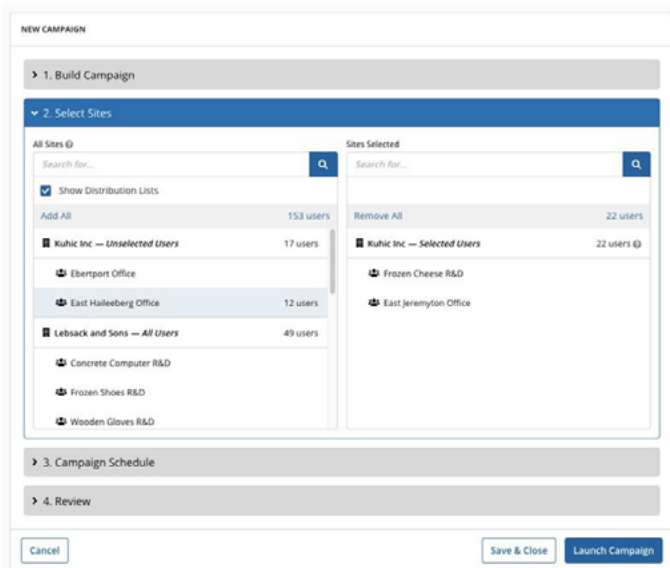 NEW CAMPAIGN
1. Build Campaign
2. Select Sites
All Sites
Sites Selected
Search for...
Search for...
Show Distribution Lists
Add All 153 users
Remove All 22 users
Kuhic Inc — Unselected Users 17 users
Kuhic Inc — Selected Users 22 users
Ebertport Office
Frozen Cheese R&D
East Haileeberg Office 12 users
East Jeremyton Office
Lebsack and Sons — All Users 49 users
Concrete Computer R&D
Frozen Shoes R&D
Wooden Gloves R&D
3. Campaign Schedule
4. Review
Cancel
Save & Close
Launch Campaign